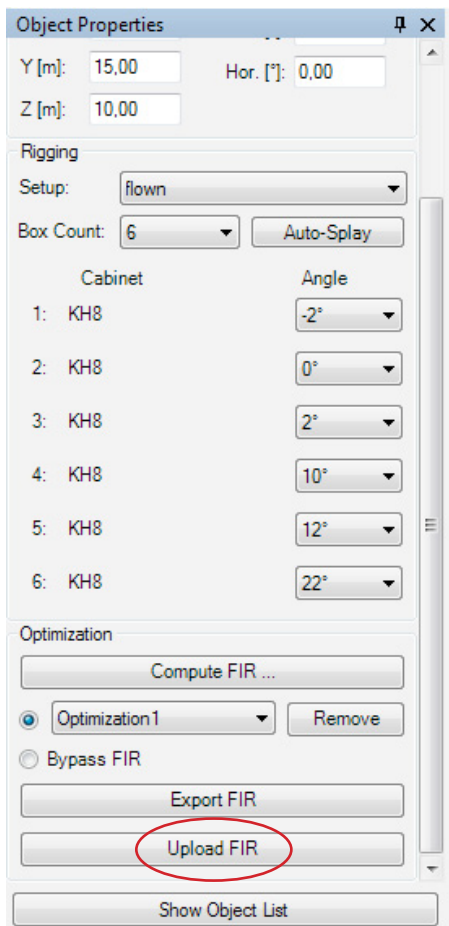 Object Properties
Y [m]: 15,00 Hor. [°]: 0,00
Z [m]: 10,00
Rigging
Setup: flown
Box Count: 6 Auto-Splay
Cabinet Angle
1: KH8 -2°
2: KH8 0°
3: KH8 2°
4: KH8 10°
5: KH8 12°
6: KH8 22°
Optimization
Compute FIR ...
Optimization1 Remove
Bypass FIR
Export FIR
Upload FIR
Show Object List